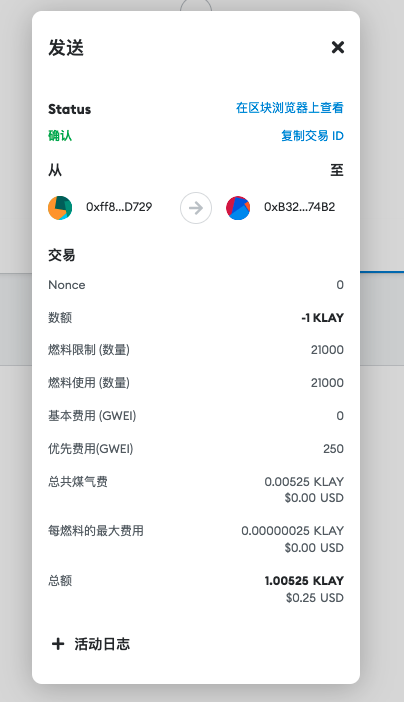 发送
Status 在区块浏览器上查看
确认 复制交易 ID
从 至
0xff8...D729 0xB32...74B2
交易
Nonce 0
数额 -1 KLAY
燃料限制 (数量) 21000
燃料使用 (数量) 21000
基本费用 (GWEI) 0
优先费用(GWEI) 250
总共煤气费 0.00525 KLAY
$0.00 USD
每燃料的最大费用 0.00000025 KLAY
$0.00 USD
总额 1.00525 KLAY
$0.25 USD
+ 活动日志